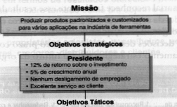 Missão
Produzir produtos padronizados e customizados
para várias aplicações na indústria de ferramentas
Objetivos estratégicos
Presidente
• 12% de retorno sobre o investimento
• 5% de crescimento anual
• Nenhum desligamento de empregado
• Excelente serviço ao cliente
Objetivos Táticos